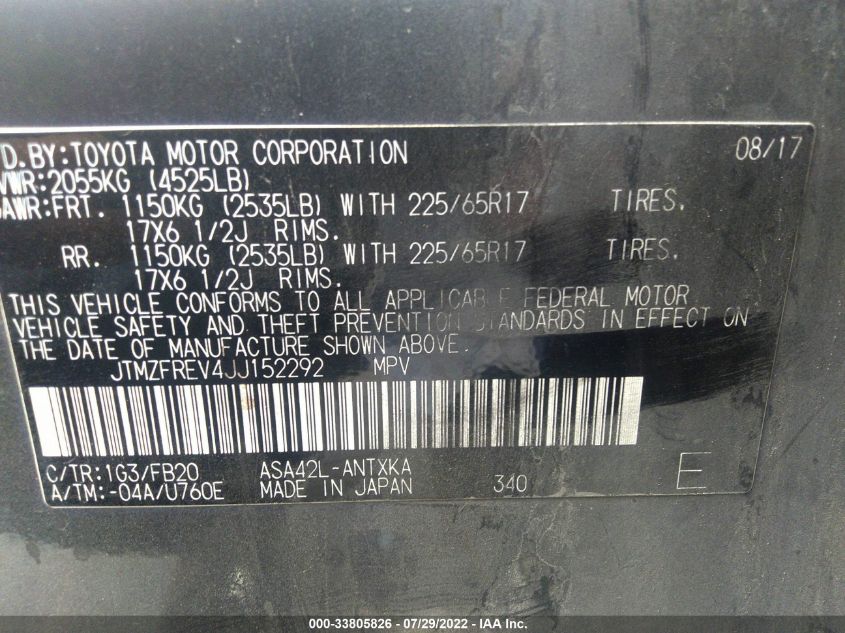 D. BY: TOYOTA MOTOR CORPORATION 08/17
VWR: 2055KG (4525LB)
AWR: FRT. 1150KG (2535LB) WITH 225/65R17 TIRES.
17X6 1/2J RIMS.
RR. 1150KG (2535LB) WITH 225/65R17 TIRES.
17X6 1/2J RIMS.
THIS VEHICLE CONFORMS TO ALL APPLICABLE FEDERAL MOTOR
VEHICLE SAFETY AND THEFT PREVENTION STANDARDS IN EFFECT ON
THE DATE OF MANUFACTURE SHOWN ABOVE.
JTMZFREV4JJ152292 MPV
C/TR: 1G3/FB20 ASA42L-ANTXKA
A/TM: -04A/U760E MADE IN JAPAN 340 E
000-33805826 / 07/29/2022 - IAA Inc.